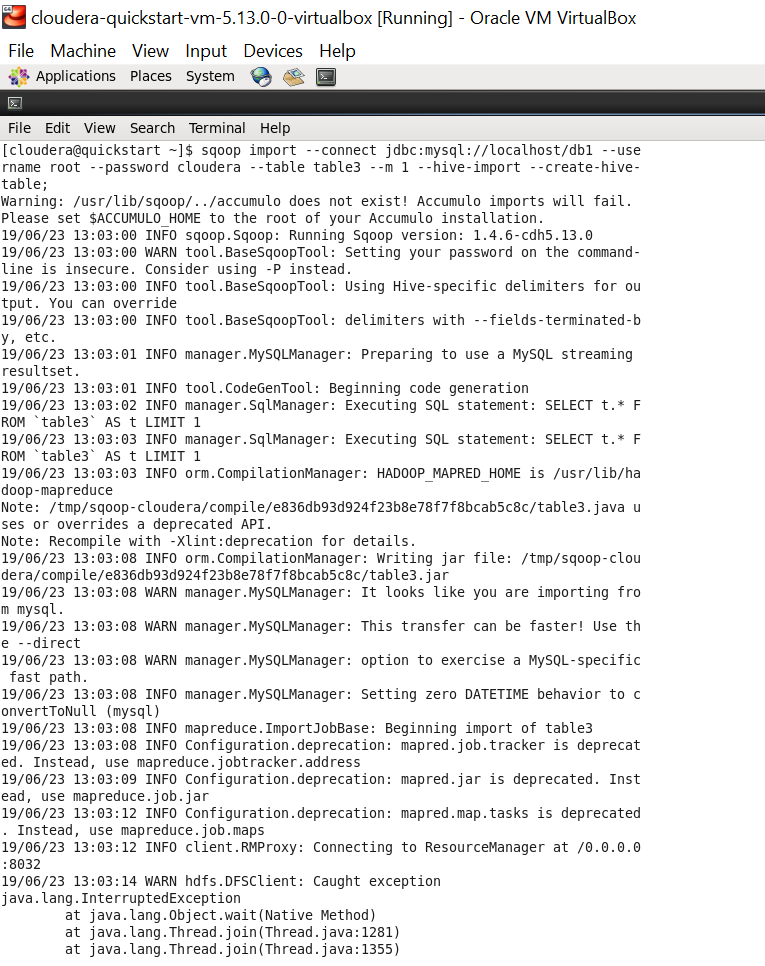 cloudera-quickstart-vm-5.13.0-0-virtualbox [Running] - Oracle VM VirtualBox
File Machine View Input Devices Help
Applications Places System
File Edit View Search Terminal Help
[cloudera@quickstart ~]$ sqoop import --connect jdbc:mysql://localhost/db1 --use
rname root --password cloudera --table table3 --m 1 --hive-import --create-hive-
table;
Warning: /usr/lib/sqoop/../accumulo does not exist! Accumulo imports will fail.
Please set $ACCUMULO_HOME to the root of your Accumulo installation.
19/06/23 13:03:00 INFO sqoop.Sqoop: Running Sqoop version: 1.4.6-cdh5.13.0
19/06/23 13:03:00 WARN tool.BaseSqoopTool: Setting your password on the command-
line is insecure. Consider using -P instead.
19/06/23 13:03:00 INFO tool.BaseSqoopTool: Using Hive-specific delimiters for ou
tput. You can override
19/06/23 13:03:00 INFO tool.BaseSqoopTool: delimiters with --fields-terminated-b
y, etc.
19/06/23 13:03:01 INFO manager.MySQLManager: Preparing to use a MySQL streaming
resultset.
19/06/23 13:03:01 INFO tool.CodeGenTool: Beginning code generation
19/06/23 13:03:02 INFO manager.SqlManager: Executing SQL statement: SELECT t.* F
ROM `table3` AS t LIMIT 1
19/06/23 13:03:03 INFO manager.SqlManager: Executing SQL statement: SELECT t.* F
ROM `table3` AS t LIMIT 1
19/06/23 13:03:03 INFO orm.CompilationManager: HADOOP_MAPRED_HOME is /usr/lib/ha
doop-mapreduce
Note: /tmp/sqoop-cloudera/compile/e836db93d924f23b8e78f7f8bcab5c8c/table3.java u
ses or overrides a deprecated API.
Note: Recompile with -Xlint:deprecation for details.
19/06/23 13:03:08 INFO orm.CompilationManager: Writing jar file: /tmp/sqoop-clou
dera/compile/e836db93d924f23b8e78f7f8bcab5c8c/table3.jar
19/06/23 13:03:08 WARN manager.MySQLManager: It looks like you are importing fro
m mysql.
19/06/23 13:03:08 WARN manager.MySQLManager: This transfer can be faster! Use th
e --direct
19/06/23 13:03:08 WARN manager.MySQLManager: option to exercise a MySQL-specific
 fast path.
19/06/23 13:03:08 INFO manager.MySQLManager: Setting zero DATETIME behavior to c
onvertToNull (mysql)
19/06/23 13:03:08 INFO mapreduce.ImportJobBase: Beginning import of table3
19/06/23 13:03:08 INFO Configuration.deprecation: mapred.job.tracker is deprecat
ed. Instead, use mapreduce.jobtracker.address
19/06/23 13:03:09 INFO Configuration.deprecation: mapred.jar is deprecated. Inst
ead, use mapreduce.job.jar
19/06/23 13:03:12 INFO Configuration.deprecation: mapred.map.tasks is deprecated
. Instead, use mapreduce.job.maps
19/06/23 13:03:12 INFO client.RMProxy: Connecting to ResourceManager at /0.0.0.0
:8032
19/06/23 13:03:14 WARN hdfs.DFSClient: Caught exception
java.lang.InterruptedException
        at java.lang.Object.wait(Native Method)
        at java.lang.Thread.join(Thread.java:1281)
        at java.lang.Thread.join(Thread.java:1355)